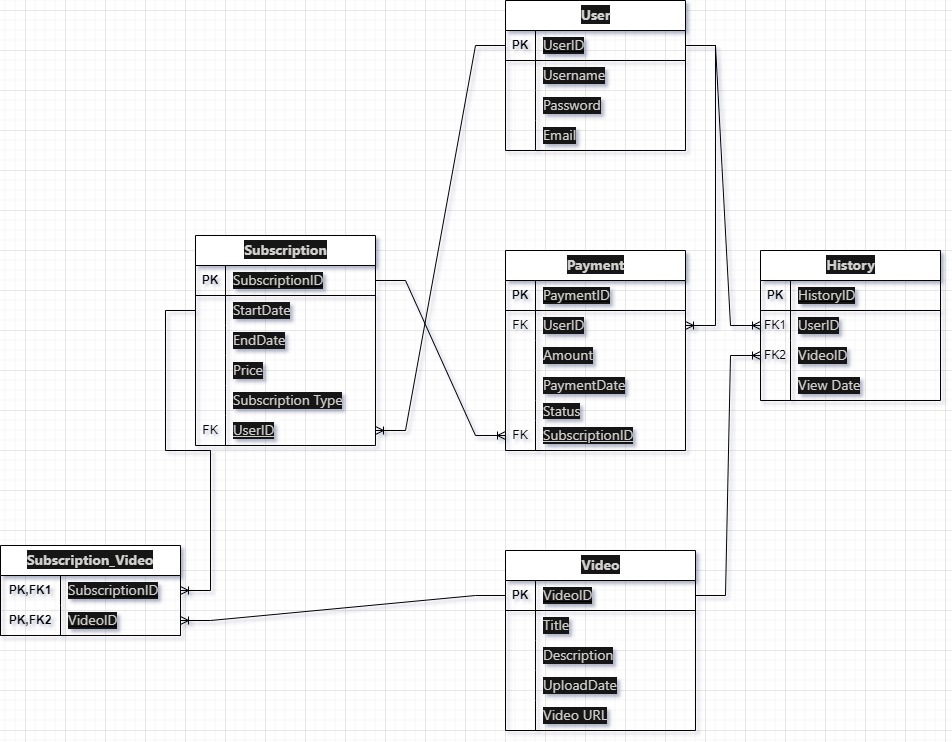 User
PK UserID
Username
Password
Email
Subscription
PK SubscriptionID
StartDate
EndDate
Price
Subscription Type
FK UserID
Payment
PK PaymentID
FK UserID
Amount
PaymentDate
Status
FK SubscriptionID
History
PK HistoryID
FK1 UserID
FK2 VideoID
View Date
Subscription_Video
PK,FK1 SubscriptionID
PK,FK2 VideoID
Video
PK VideoID
Title
Description
UploadDate
Video URL